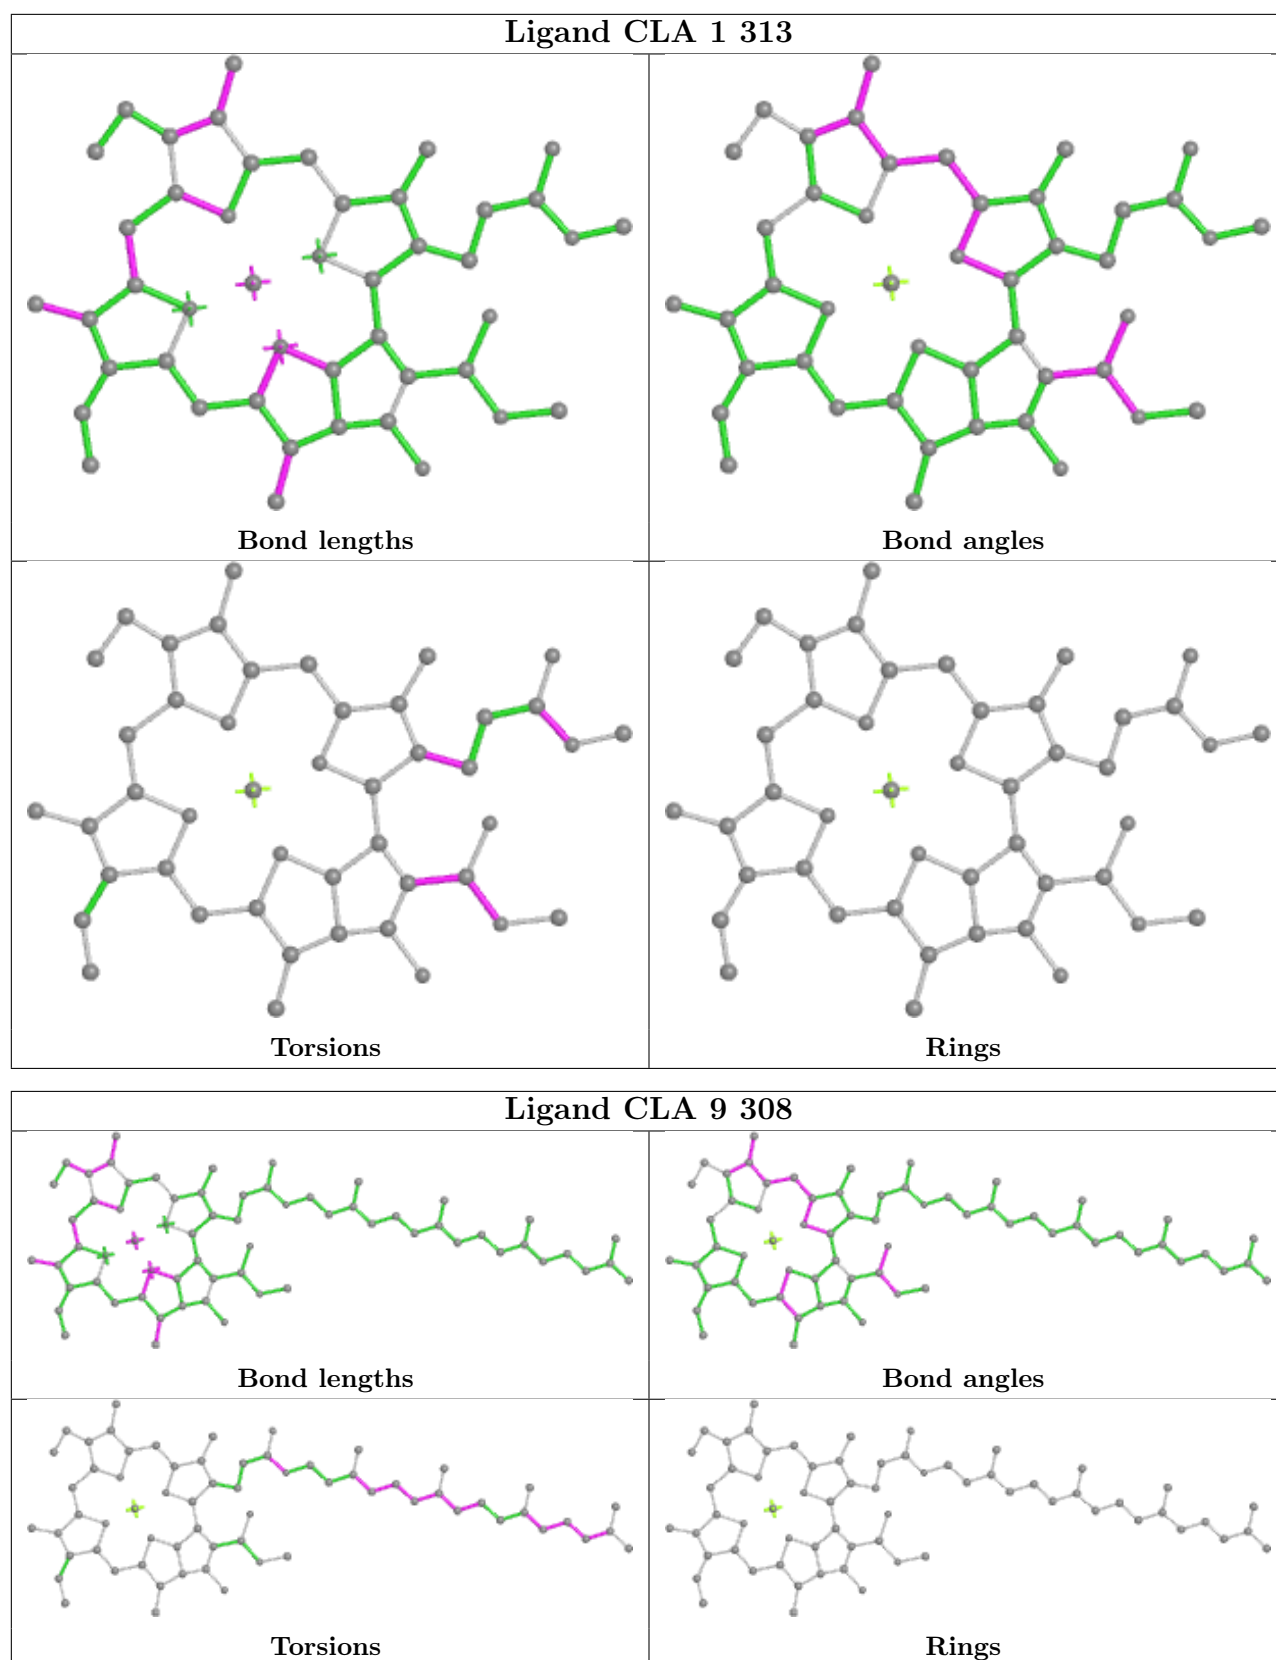 Ligand CLA 1 313
Bond lengths
Bond angles
Torsions
Rings
Ligand CLA 9 308
Bond lengths
Bond angles
Torsions
Rings